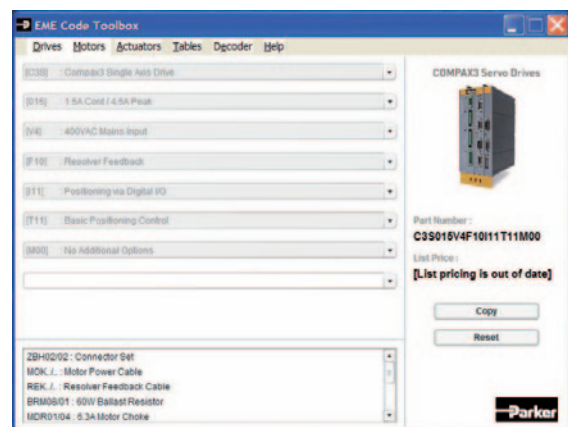 EME Code Toolbox
Drives Motors Actuators Tables Decoder Help
[C3S] : Compax3 Single Axis Drive
[015] : 1.5A Cont / 4.5A Peak
[V4] : 400VAC Mains Input
[F10] : Resolver Feedback
[I11] : Positioning via Digital I/O
[T11] : Basic Positioning Control
[M00] : No Additional Options
COMPAX3 Servo Drives
Part Number :
C3S015V4F10I11T11M00
List Price :
[List pricing is out of date]
Copy
Reset
ZBH02/02 : Connector Set
MOK../.. : Motor Power Cable
REK../.. : Resolver Feedback Cable
BRM08/01 : 60W Ballast Resistor
MDR01/04 : 6.3A Motor Choke
Parker